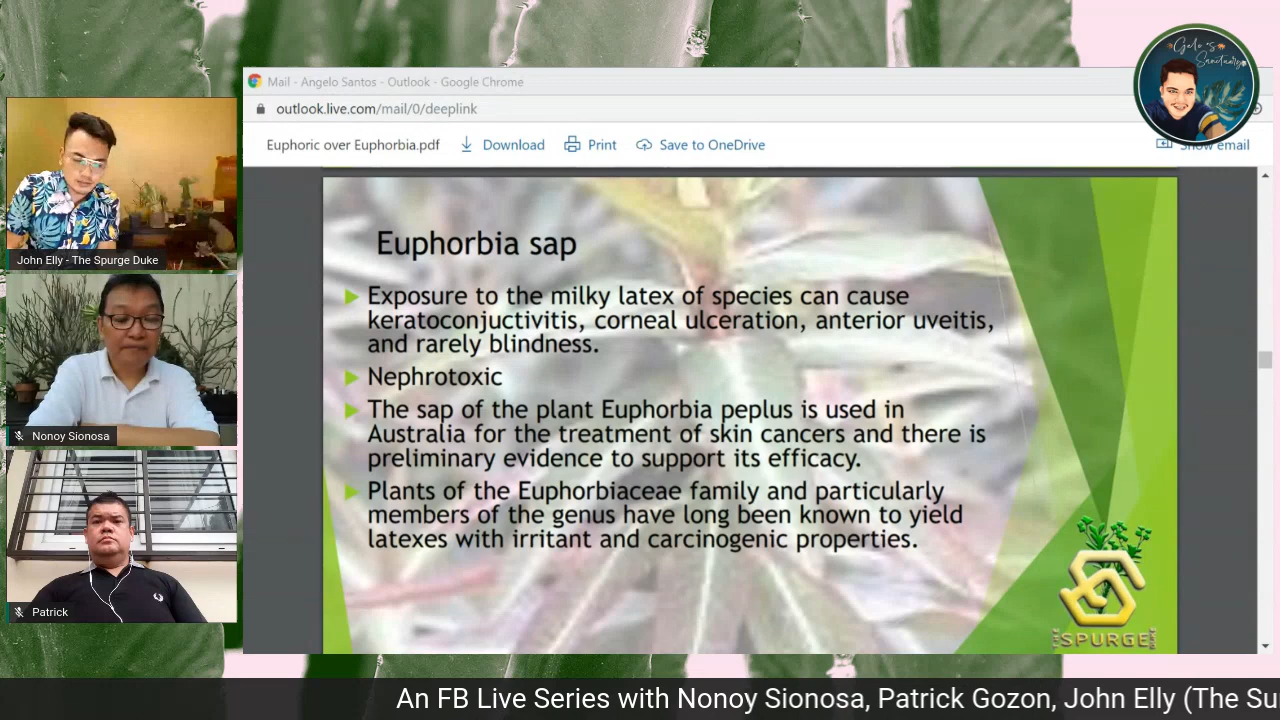 Gelo's
Sanctuary
Mail - Angelo Santos - Outlook - Google Chrome
outlook.live.com/mail/0/deeplink
Euphoric over Euphorbia.pdf
Download
Print
Save to OneDrive
Show email
John Elly - The Spurge Duke
Nonoy Sionosa
Patrick
Euphorbia sap
Exposure to the milky latex of species can cause
keratoconjuctivitis, corneal ulceration, anterior uveitis,
and rarely blindness.
Nephrotoxic
The sap of the plant Euphorbia peplus is used in
Australia for the treatment of skin cancers and there is
preliminary evidence to support its efficacy.
Plants of the Euphorbiaceae family and particularly
members of the genus have long been known to yield
latexes with irritant and carcinogenic properties.
SPURGE
An FB Live Series with Nonoy Sionosa, Patrick Gozon, John Elly (The Su